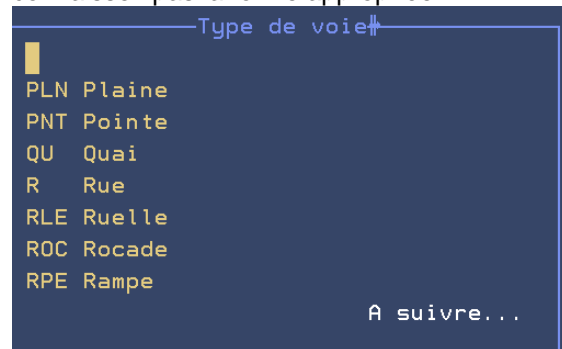 Type de voie
PLN Plaine
PNT Pointe
QU Quai
R Rue
RLE Ruelle
ROC Rocade
RPE Rampe
A suivre...